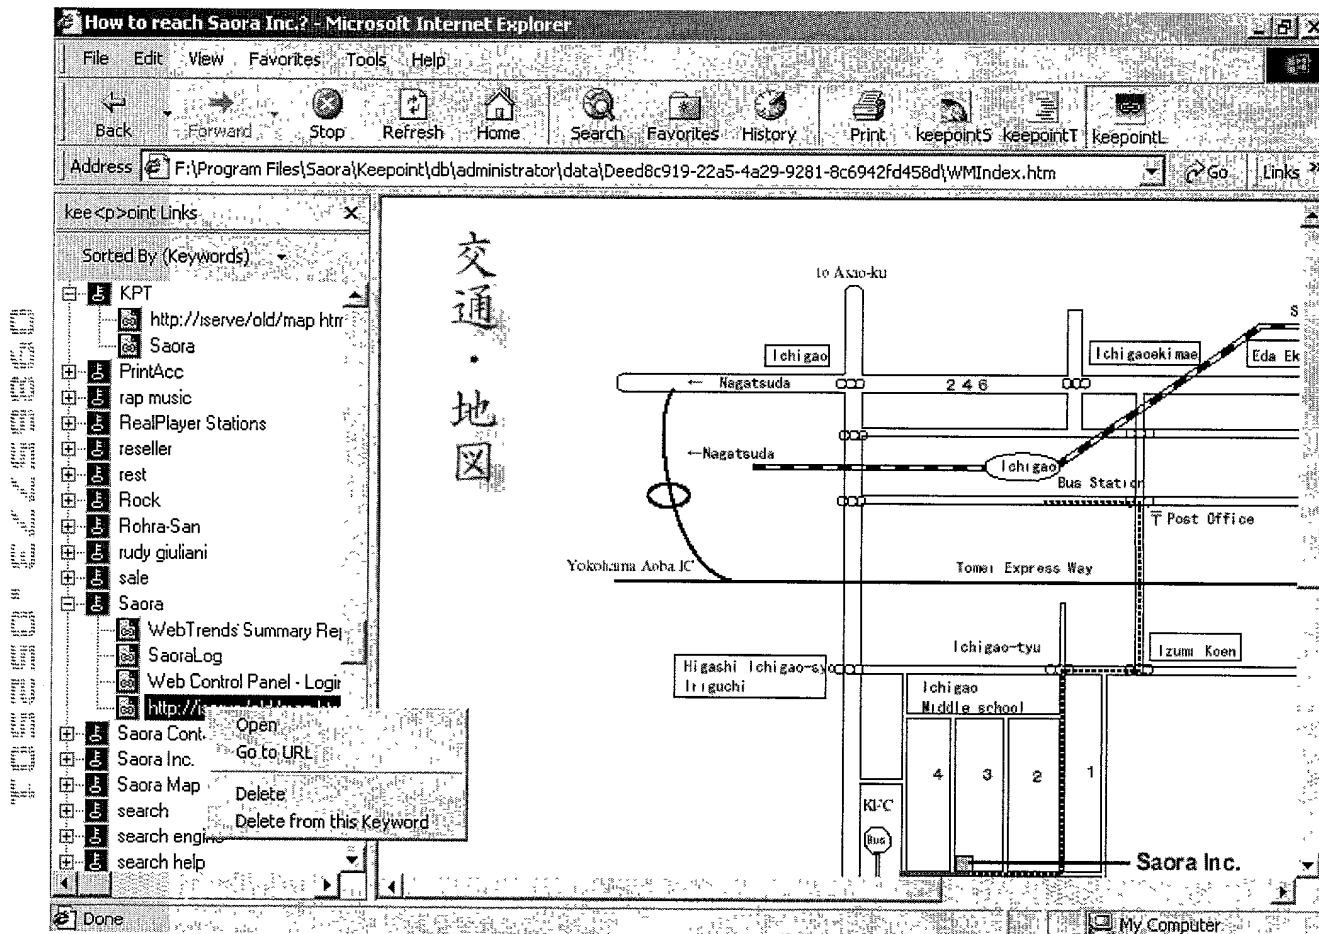 How to reach Saora Inc.? - Microsoft Internet Explorer
File Edit View Favorites Tools Help
Back Forward Stop Refresh Home Search Favorites History Print keepointS keepointT keepointL
Address F:\Program Files\Saora\Keepoint\db\administrator\data\Deed8c919-22a5-4a29-9281-8c6942fd458d\WMIndex.htm Go Links »
kee<p>oint Links
Sorted By (Keywords)
KPT
http://iserve/old/map htm
Saora
PrintAcc
rap music
RealPlayer Stations
reseller
rest
Rock
Rohra-San
rudy giuliani
sale
Saora
WebTrends Summary Rep
SaoraLog
Web Control Panel - Login
http://i
Saora Cont
Saora Inc.
Saora Map
search
search engine
search help
Open
Go to URL
Delete
Delete from this Keyword
交通・地図
to Asao-ku
Ichigao
Ichigaoekimae
S
Eda Ek
← Nagatsuda
246
←Nagatsuda
Ichigao
Bus Station
〒Post Office
Yokohama Aoba JC
Tomei Express Way
Ichigao-tyu
Izumi Koen
Higashi Ichigao-sy
Iriguchi
Ichigao
Middle school
4 3 2 1
KFC
Bus
Saora Inc.
Done
My Computer